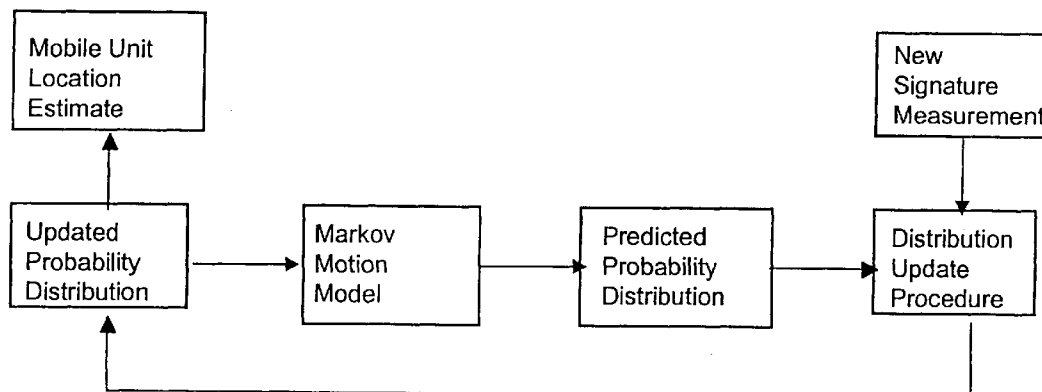 Mobile Unit
Location
Estimate
New
Signature
Measurement
Updated
Probability
Distribution
Markov
Motion
Model
Predicted
Probability
Distribution
Distribution
Update
Procedure